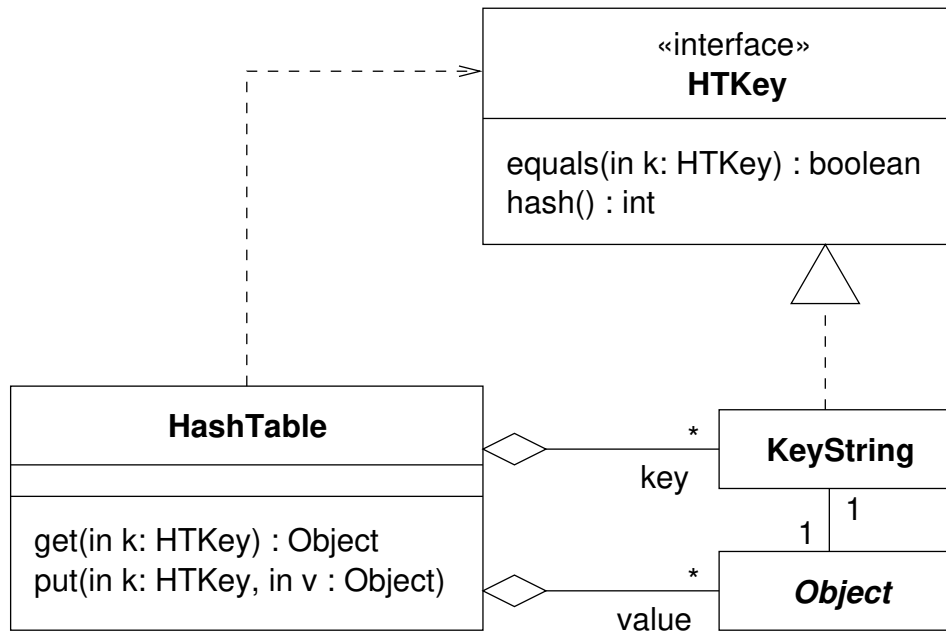 «interface»
HTKey
equals(in k: HTKey) : boolean
hash() : int
HashTable
get(in k: HTKey) : Object
put(in k: HTKey, in v : Object)
*
key
KeyString
1
1
*
value
Object